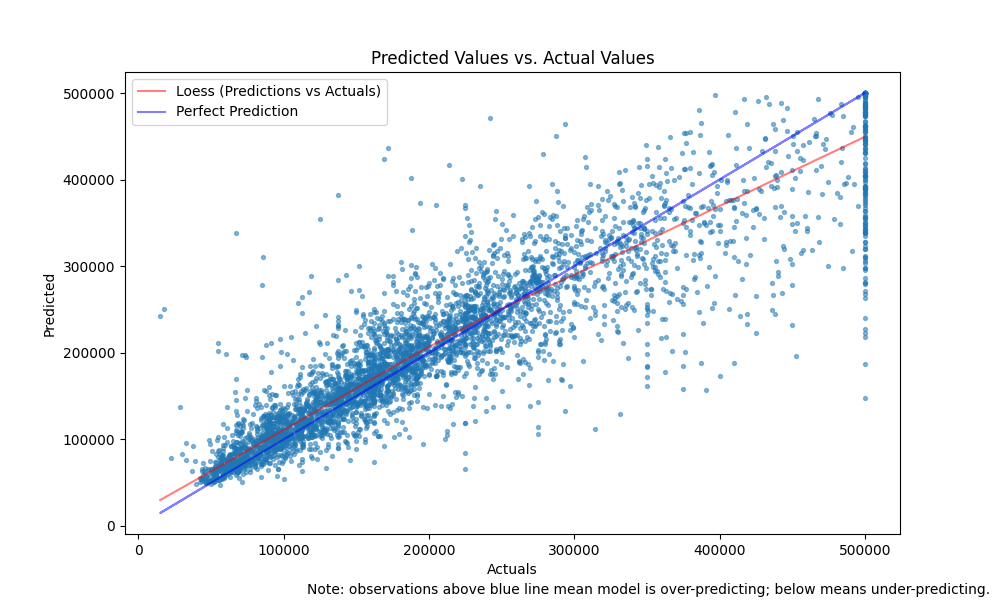 Predicted Values vs. Actual Values
Loess (Predictions vs Actuals)
Perfect Prediction
500000
400000
300000
200000
100000
0
Predicted
0 100000 200000 300000 400000 500000
Actuals
Note: observations above blue line mean model is over-predicting; below means under-predicting.